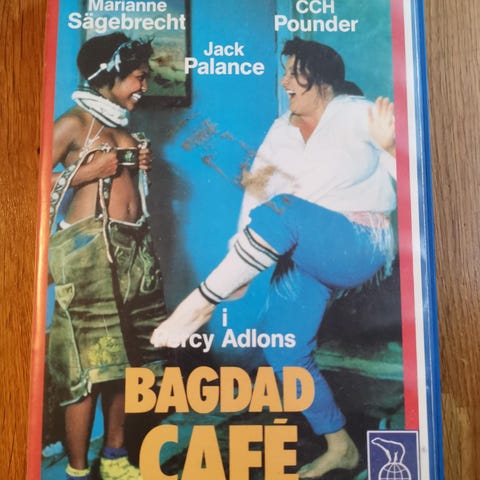 Marianne
Sägebrecht
Jack
Palance
CCH
Pounder
i
Percy Adlons
BAGDAD
CAFÉ